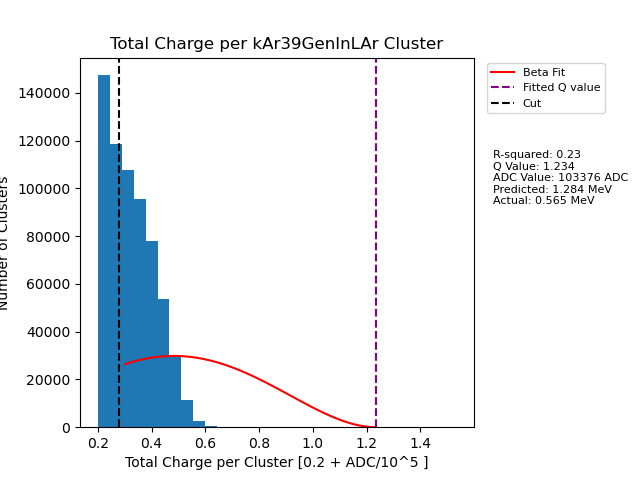 Total Charge per kAr39GenInLAr Cluster
Number of Clusters
140000
120000
100000
80000
60000
40000
20000
0
0.2 0.4 0.6 0.8 1.0 1.2 1.4
Total Charge per Cluster [0.2 + ADC/10^5 ]
Beta Fit
Fitted Q value
Cut
R-squared: 0.23
Q Value: 1.234
ADC Value: 103376 ADC
Predicted: 1.284 MeV
Actual: 0.565 MeV